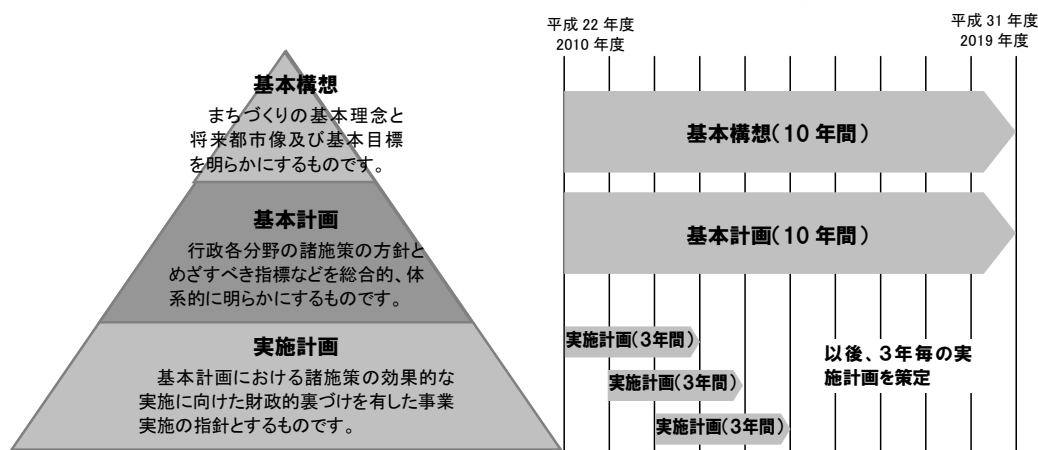 基本構想
まちづくりの基本理念と
将来都市像及び基本目標
を明らかにするものです。
基本計画
行政各分野の諸施策の方針と
めざすべき指標などを総合的、体
系的に明らかにするものです。
実施計画
基本計画における諸施策の効果的な
実施に向けた財政的裏づけを有した事業
実施の指針とするものです。
平成 22 年度
2010 年度
平成 31 年度
2019 年度
基本構想(10 年間)
基本計画(10 年間)
実施計画(3年間)
実施計画(3年間)
実施計画(3年間)
以後、3年毎の実
施計画を策定